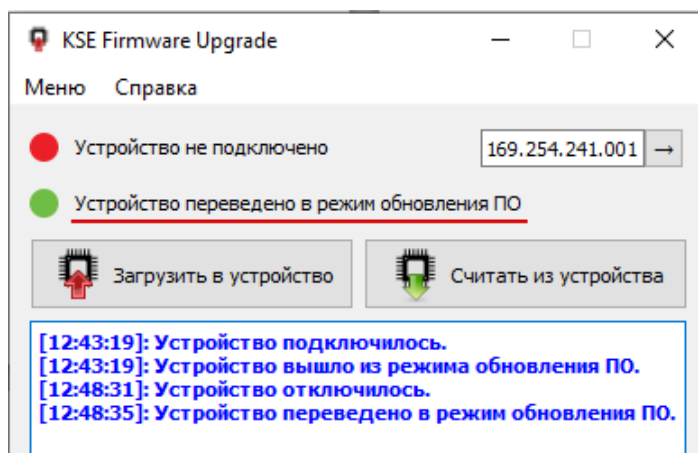 KSE Firmware Upgrade
Меню Справка
Устройство не подключено 169.254.241.001 →
Устройство переведено в режим обновления ПО
Загрузить в устройство Считать из устройства
[12:43:19]: Устройство подключилось.
[12:43:19]: Устройство вышло из режима обновления ПО.
[12:48:31]: Устройство отключилось.
[12:48:35]: Устройство переведено в режим обновления ПО.